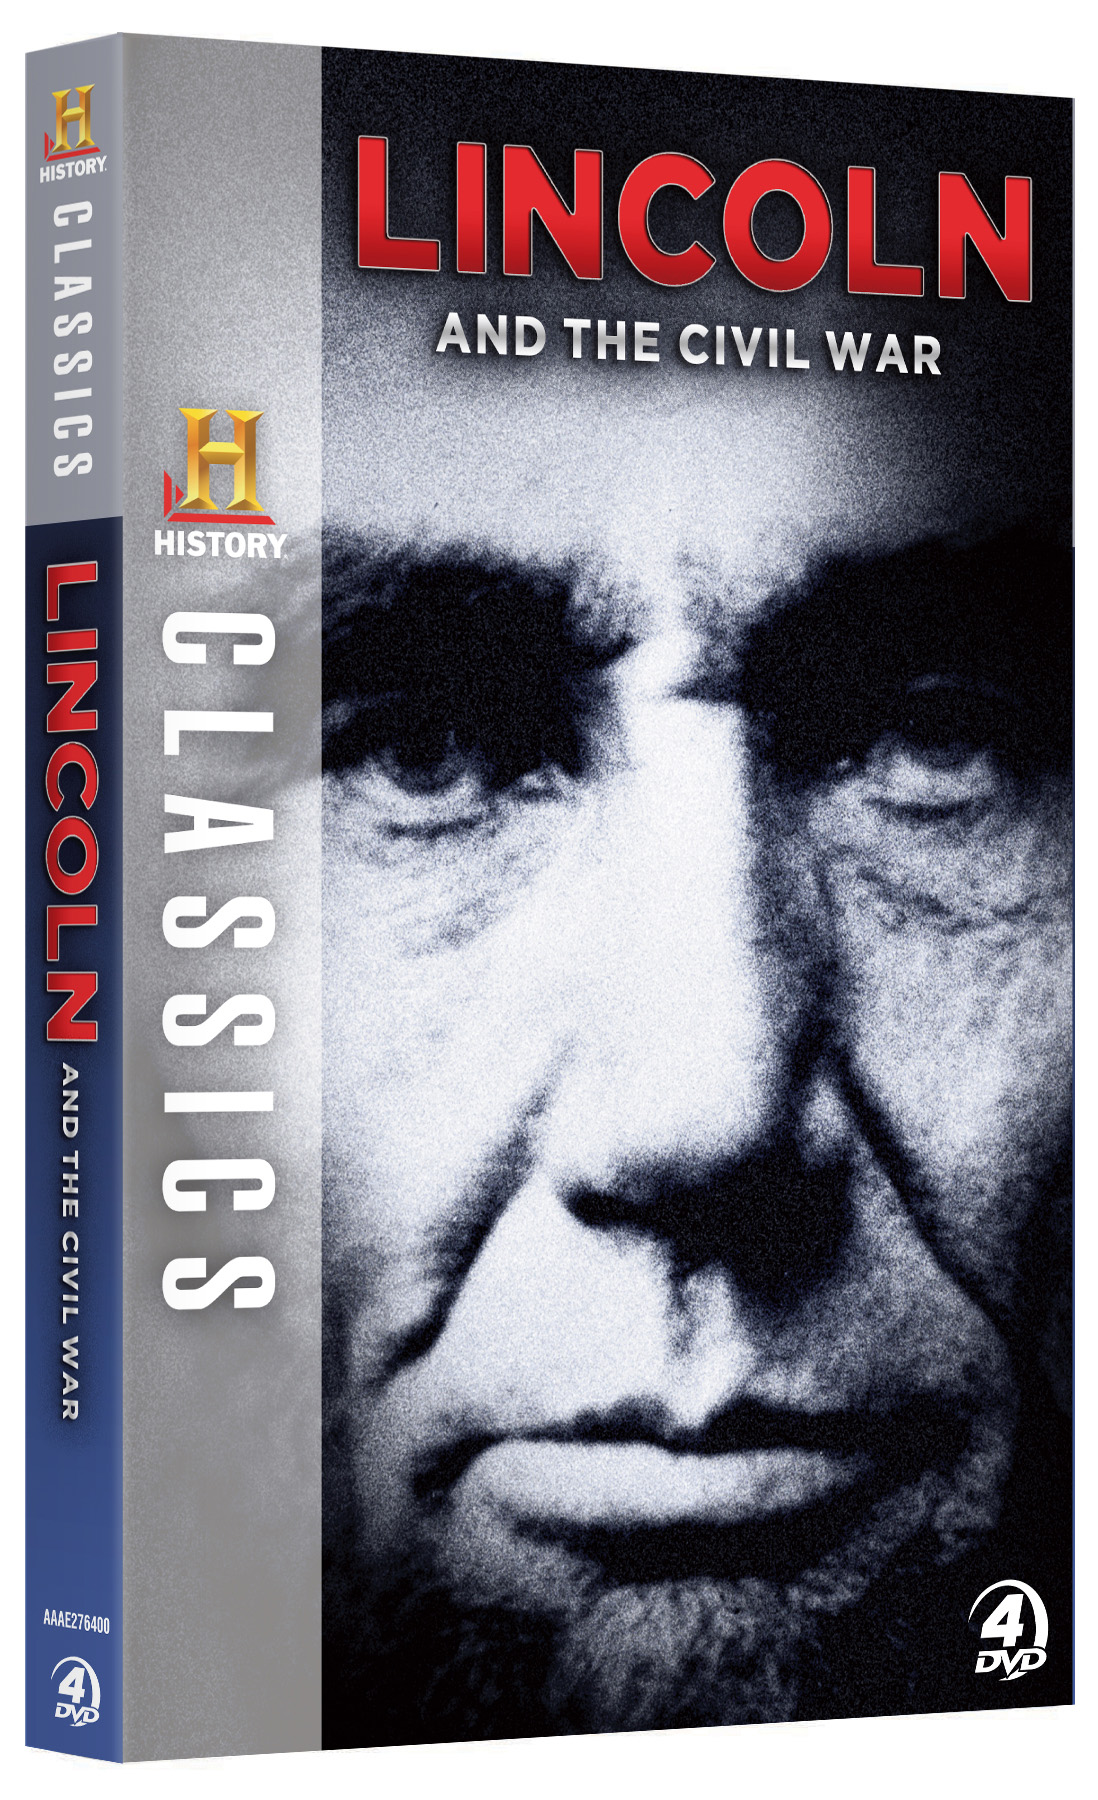 H
HISTORY
CLASSICS
LINCOLN
AND THE CIVIL WAR
AAAE276400
4
DVD
LINCOLN
AND THE CIVIL WAR
H
HISTORY
CLASSICS
4
DVD